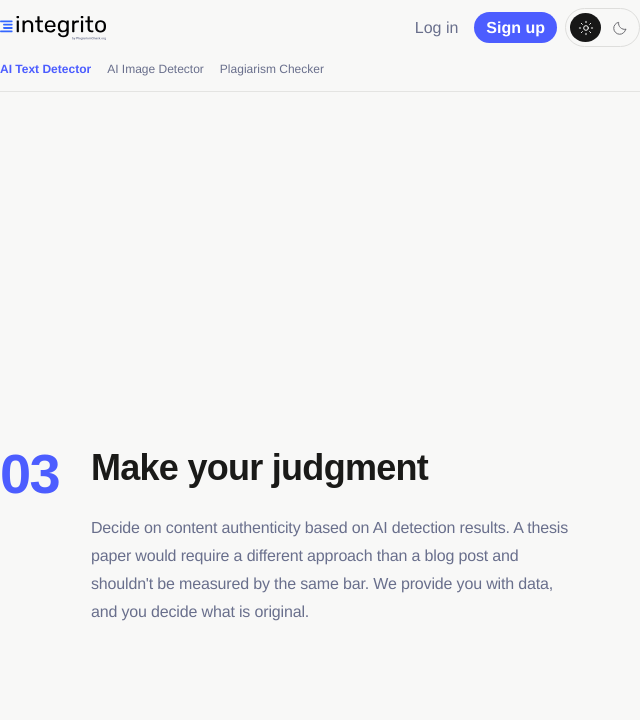 integrito
Log in
Sign up
AI Text Detector
AI Image Detector
Plagiarism Checker
03
Make your judgment
Decide on content authenticity based on AI detection results. A thesis
paper would require a different approach than a blog post and
shouldn't be measured by the same bar. We provide you with data,
and you decide what is original.